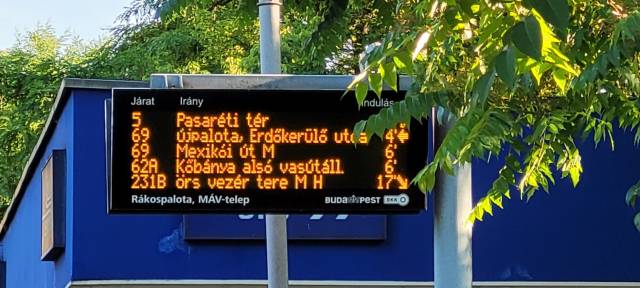 Járat Irány Indulás
5 Pasaréti tér
69 újpalota, Erdőkerülő utca 4'
69 Mexikói út M 6'
62A Kőbánya alsó vasútáll. 6'
231B örs vezér tere M H 17'
Rákospalota, MÁV-telep BUDAPEST BKK